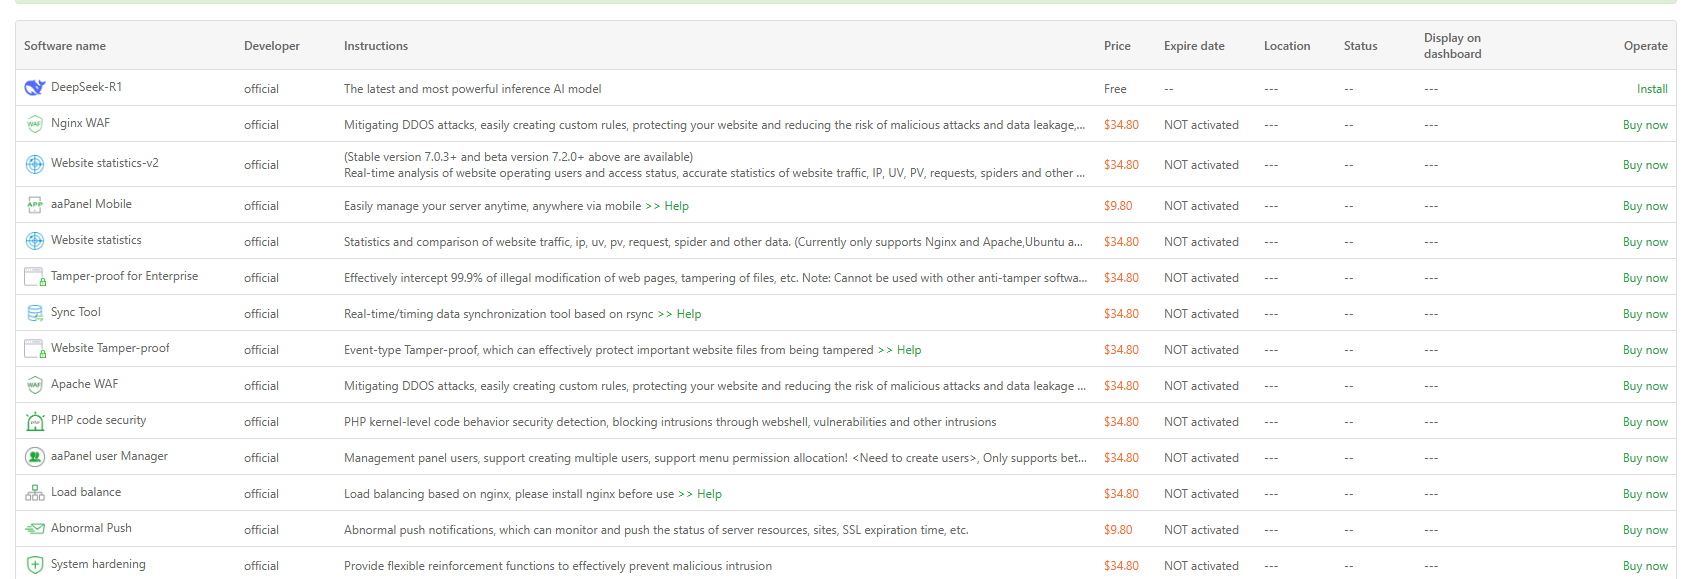 Software name Developer Instructions Price Expire date Location Status Display on dashboard Operate
DeepSeek-R1 official The latest and most powerful inference AI model Free -- --- -- --- Install
WAF Nginx WAF official Mitigating DDOS attacks, easily creating custom rules, protecting your website and reducing the risk of malicious attacks and data leakage,... $34.80 NOT activated --- -- --- Buy now
Website statistics-v2 official (Stable version 7.0.3+ and beta version 7.2.0+ above are available)
Real-time analysis of website operating users and access status, accurate statistics of website traffic, IP, UV, PV, requests, spiders and other ... $34.80 NOT activated --- -- --- Buy now
APP aaPanel Mobile official Easily manage your server anytime, anywhere via mobile >> Help $9.80 NOT activated --- -- --- Buy now
Website statistics official Statistics and comparison of website traffic, ip, uv, pv, request, spider and other data. (Currently only supports Nginx and Apache,Ubuntu a... $34.80 NOT activated --- -- --- Buy now
Tamper-proof for Enterprise official Effectively intercept 99.9% of illegal modification of web pages, tampering of files, etc. Note: Cannot be used with other anti-tamper softwa... $34.80 NOT activated --- -- --- Buy now
Sync Tool official Real-time/timing data synchronization tool based on rsync >> Help $34.80 NOT activated --- -- --- Buy now
Website Tamper-proof official Event-type Tamper-proof, which can effectively protect important website files from being tampered >> Help $34.80 NOT activated --- -- --- Buy now
WAF Apache WAF official Mitigating DDOS attacks, easily creating custom rules, protecting your website and reducing the risk of malicious attacks and data leakage ... $34.80 NOT activated --- -- --- Buy now
PHP PHP code security official PHP kernel-level code behavior security detection, blocking intrusions through webshell, vulnerabilities and other intrusions $34.80 NOT activated --- -- --- Buy now
aaPanel user Manager official Management panel users, support creating multiple users, support menu permission allocation! <Need to create users>, Only supports bet... $34.80 NOT activated --- -- --- Buy now
Load balance official Load balancing based on nginx, please install nginx before use >> Help $34.80 NOT activated --- -- --- Buy now
Abnormal Push official Abnormal push notifications, which can monitor and push the status of server resources, sites, SSL expiration time, etc. $9.80 NOT activated --- -- --- Buy now
System hardening official Provide flexible reinforcement functions to effectively prevent malicious intrusion $34.80 NOT activated --- -- --- Buy now